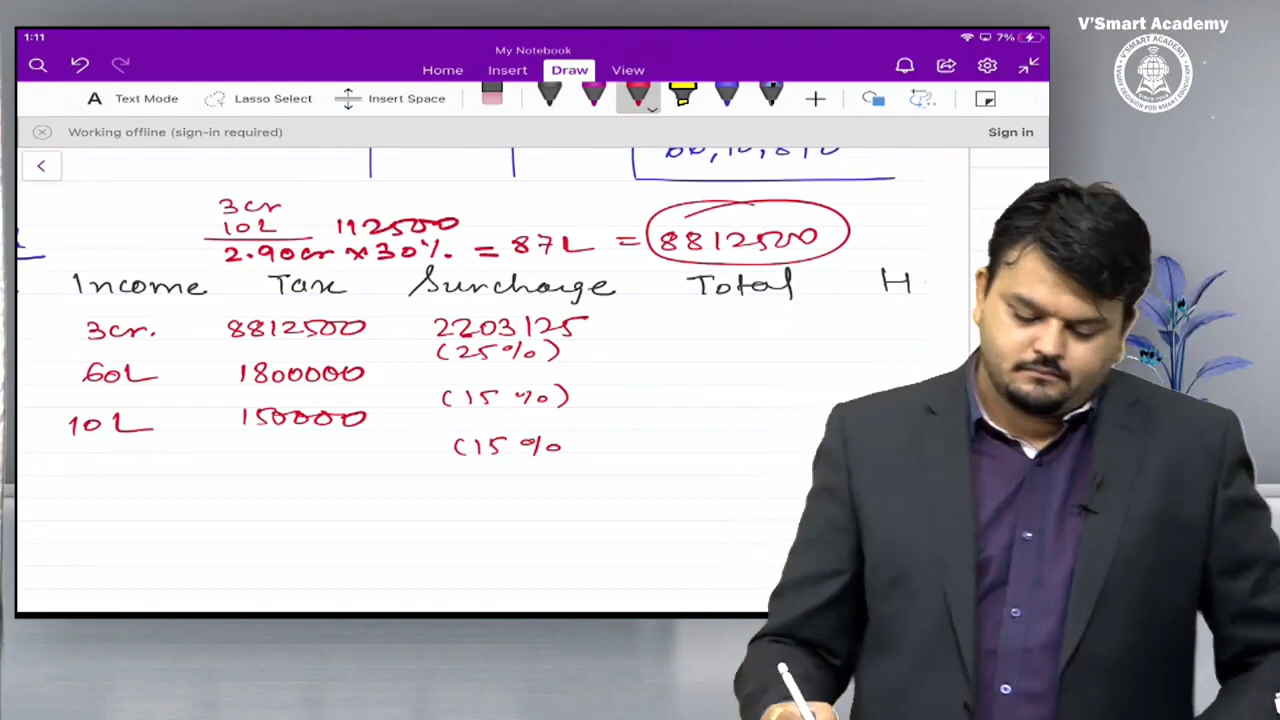 V'Smart Academy
1:11
7%
My Notebook
Home Insert Draw View
Text Mode Lasso Select Insert Space
Working offline (sign-in required)
Sign in
3cr
10L 112500
2.90cr x 30% = 87L = 8812500
Income Tax Surcharge Total H
3cr. 8812500 2203125
(25%)
60L 1800000
(15%)
10L 150000
(15%